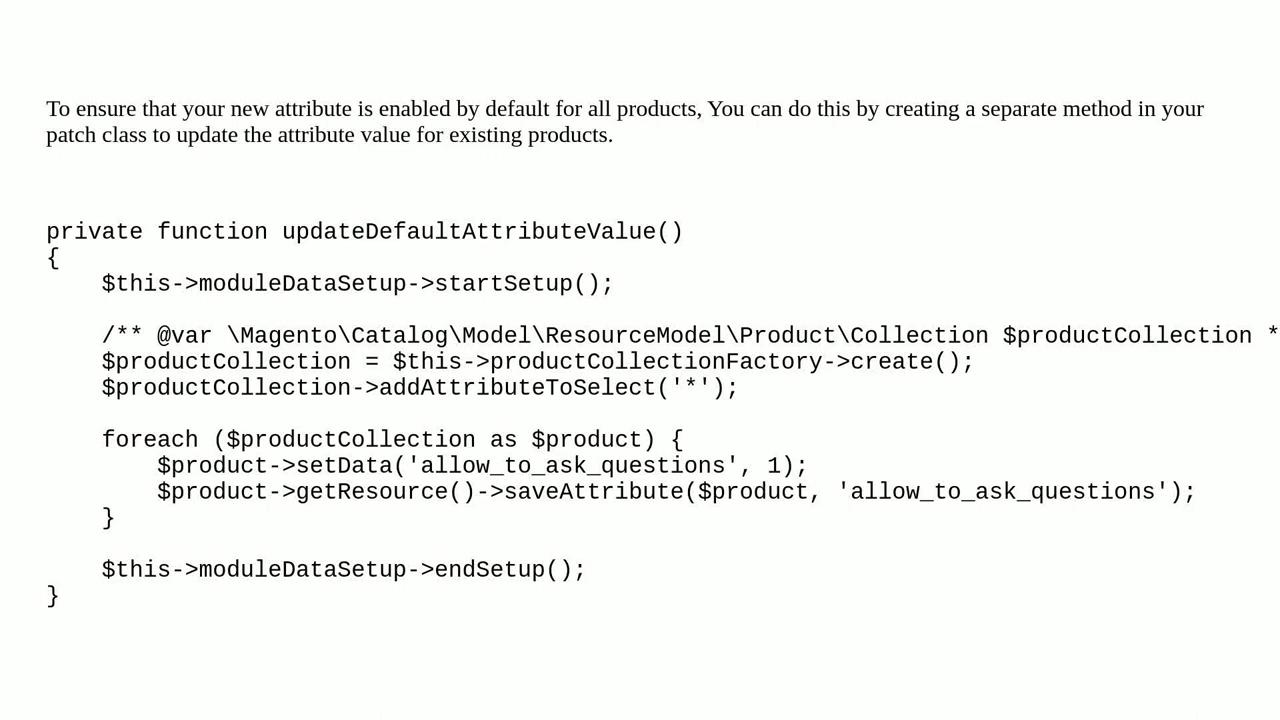 To ensure that your new attribute is enabled by default for all products, You can do this by creating a separate method in your
patch class to update the attribute value for existing products.
private function updateDefaultAttributeValue()
{
    $this->moduleDataSetup->startSetup();
    /** @var \Magento\Catalog\Model\ResourceModel\Product\Collection $productCollection *
    $productCollection = $this->productCollectionFactory->create();
    $productCollection->addAttributeToSelect('*');
    foreach ($productCollection as $product) {
        $product->setData('allow_to_ask_questions', 1);
        $product->getResource()->saveAttribute($product, 'allow_to_ask_questions');
    }
    $this->moduleDataSetup->endSetup();
}